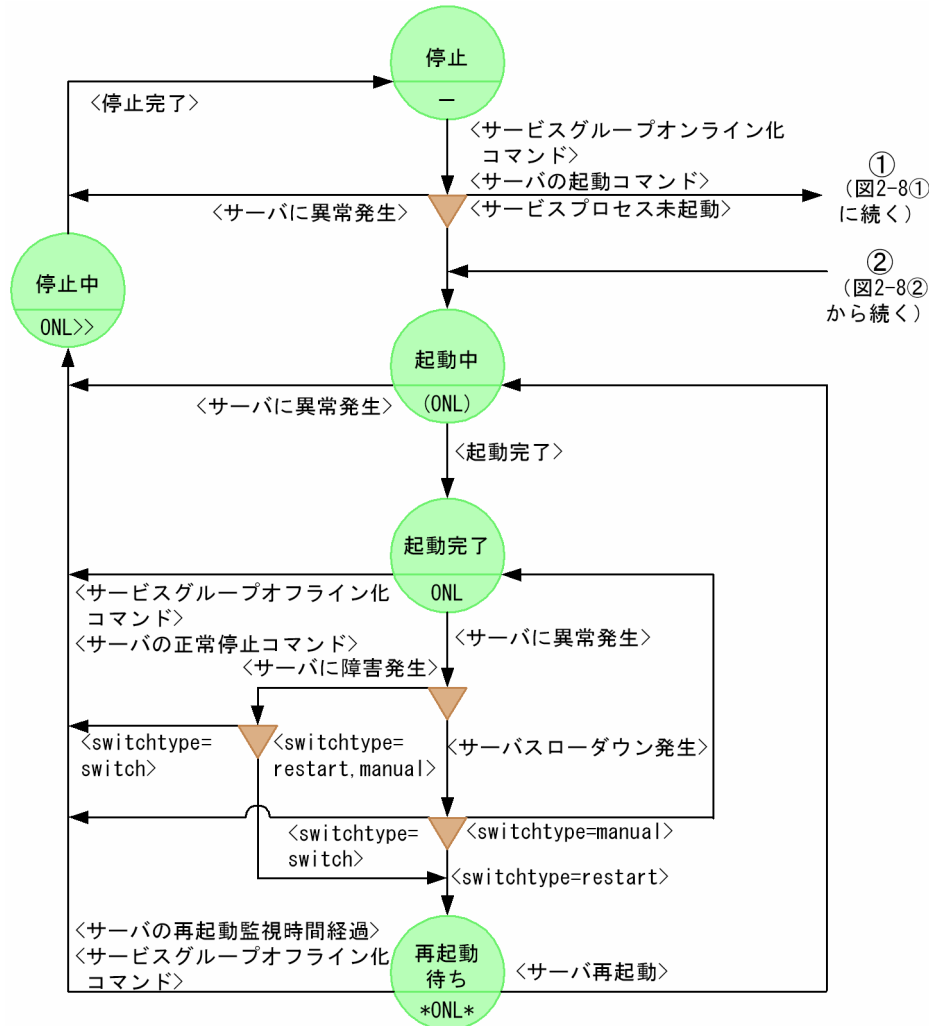 停止
<停止完了>
－
<サービスグループオンライン化
コマンド>
<サーバの起動コマンド>
①
(図2-8①
に続く)
<サーバに異常発生>
<サービスプロセス未起動>
②
(図2-8②
から続く)
停止中
ONL>>
起動中
(ONL)
<サーバに異常発生>
<起動完了>
起動完了
ONL
<サービスグループオフライン化
コマンド>
<サーバの正常停止コマンド>
<サーバに異常発生>
<サーバに障害発生>
<switchtype=
switch>
<switchtype=
restart,manual>
<サーバスローダウン発生>
<switchtype=
switch>
<switchtype=manual>
<switchtype=restart>
<サーバの再起動監視時間経過>
<サービスグループオフライン化
コマンド>
再起動
待ち
*ONL*
<サーバ再起動>